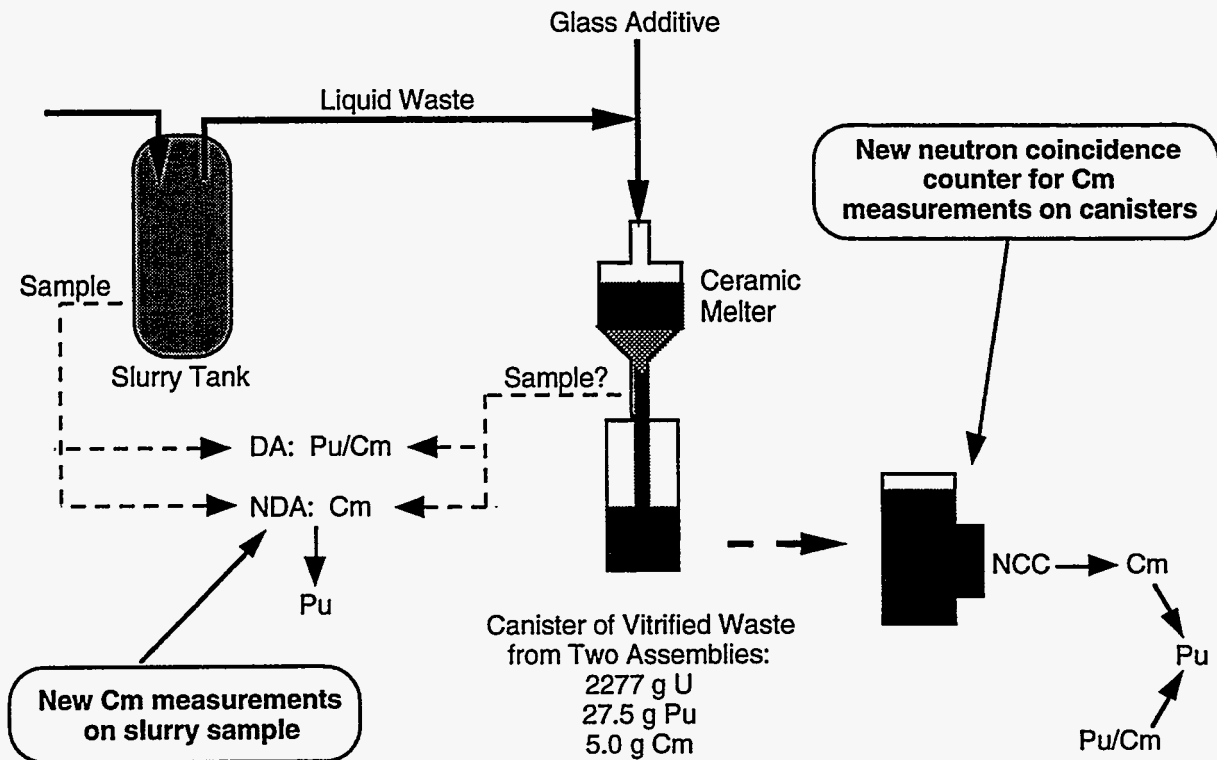 Glass Additive
Liquid Waste
New neutron coincidence
counter for Cm
measurements on canisters
Sample
Ceramic
Melter
Slurry Tank
Sample?
DA: Pu/Cm
NDA: Cm
NCC
Cm
Pu
Canister of Vitrified Waste
from Two Assemblies:
2277 g U
27.5 g Pu
5.0 g Cm
Pu
New Cm measurements
on slurry sample
Pu/Cm